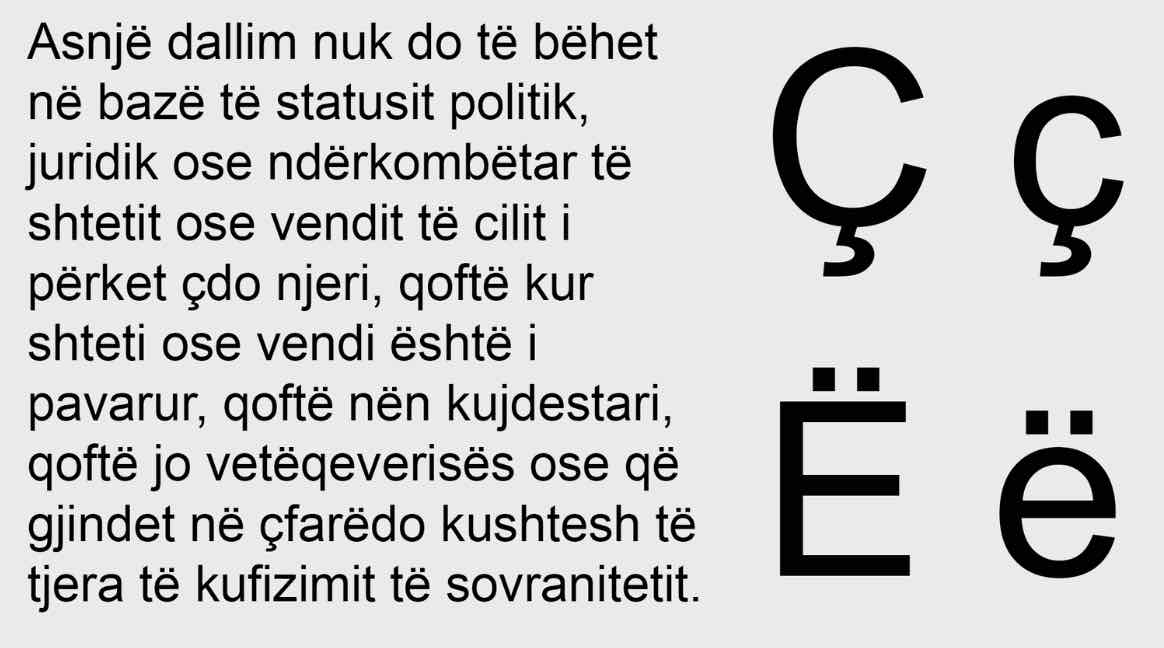 Asnjë dallim nuk do të bëhet
në bazë të statusit politik,
juridik ose ndërkombëtar të
shtetit ose vendit të cilit i
përket çdo njeri, qoftë kur
shteti ose vendi është i
pavarur, qoftë nën kujdestari,
qoftë jo vetëqeverisës ose që
gjindet në çfarëdo kushtesh të
tjera të kufizimit të sovranitetit.
Ç ç
Ë ë